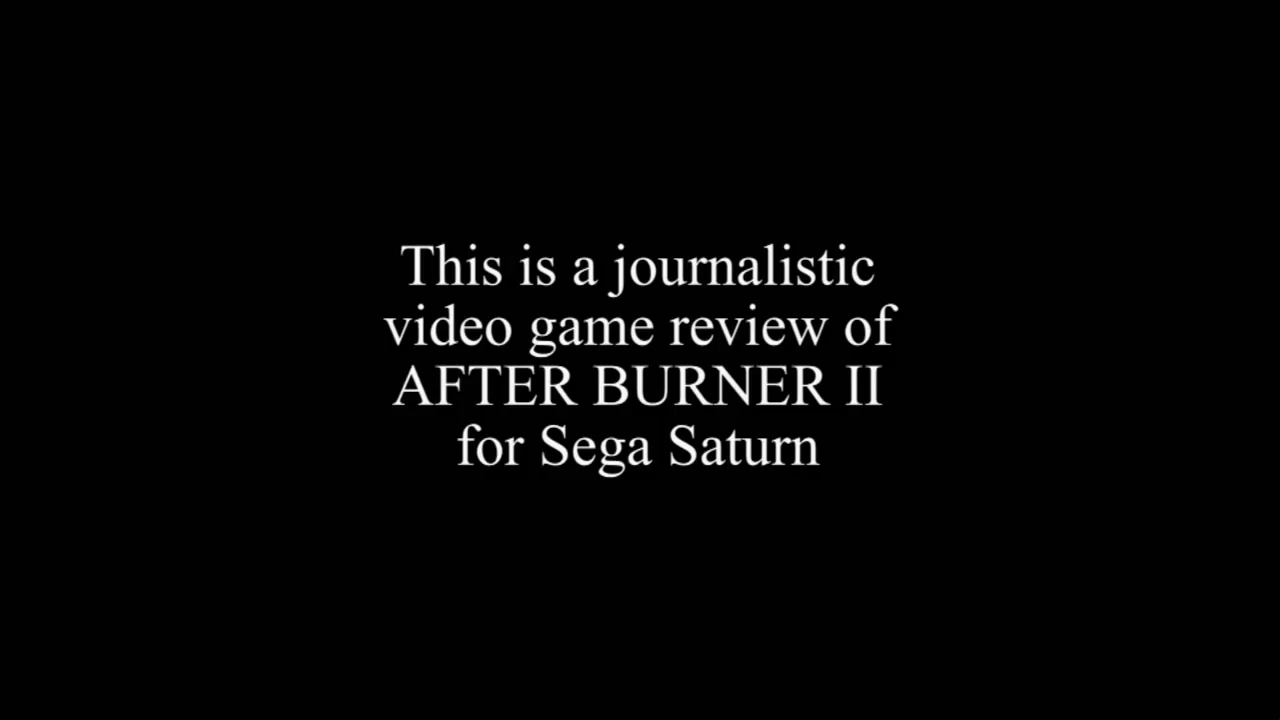 This is a journalistic
video game review of
AFTER BURNER II
for Sega Saturn